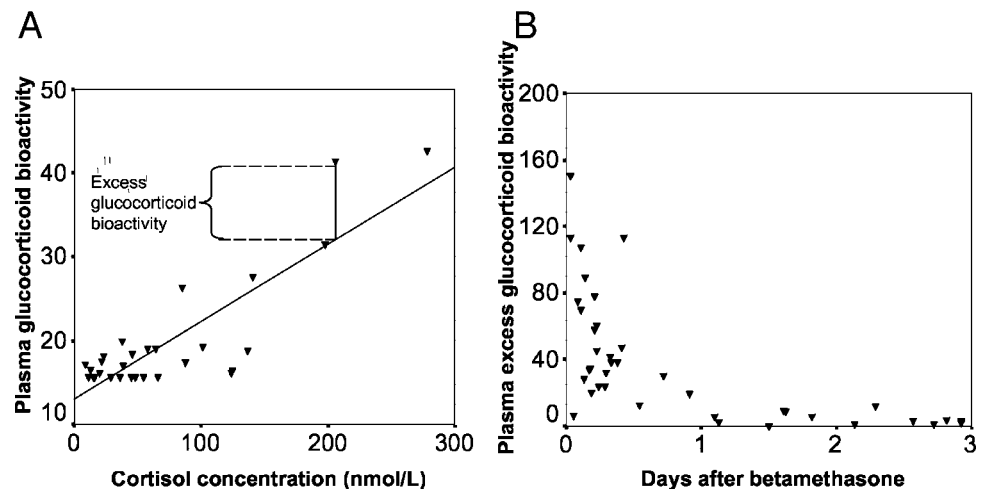 A
Plasma glucocorticoid bioactivity
50
40
30
20
10
Excess
glucocorticoid
bioactivity
0
100
200
300
Cortisol concentration (nmol/L)
B
Plasma excess glucocorticoid bioactivity
200
160
120
80
40
0
0
1
2
3
Days after betamethasone